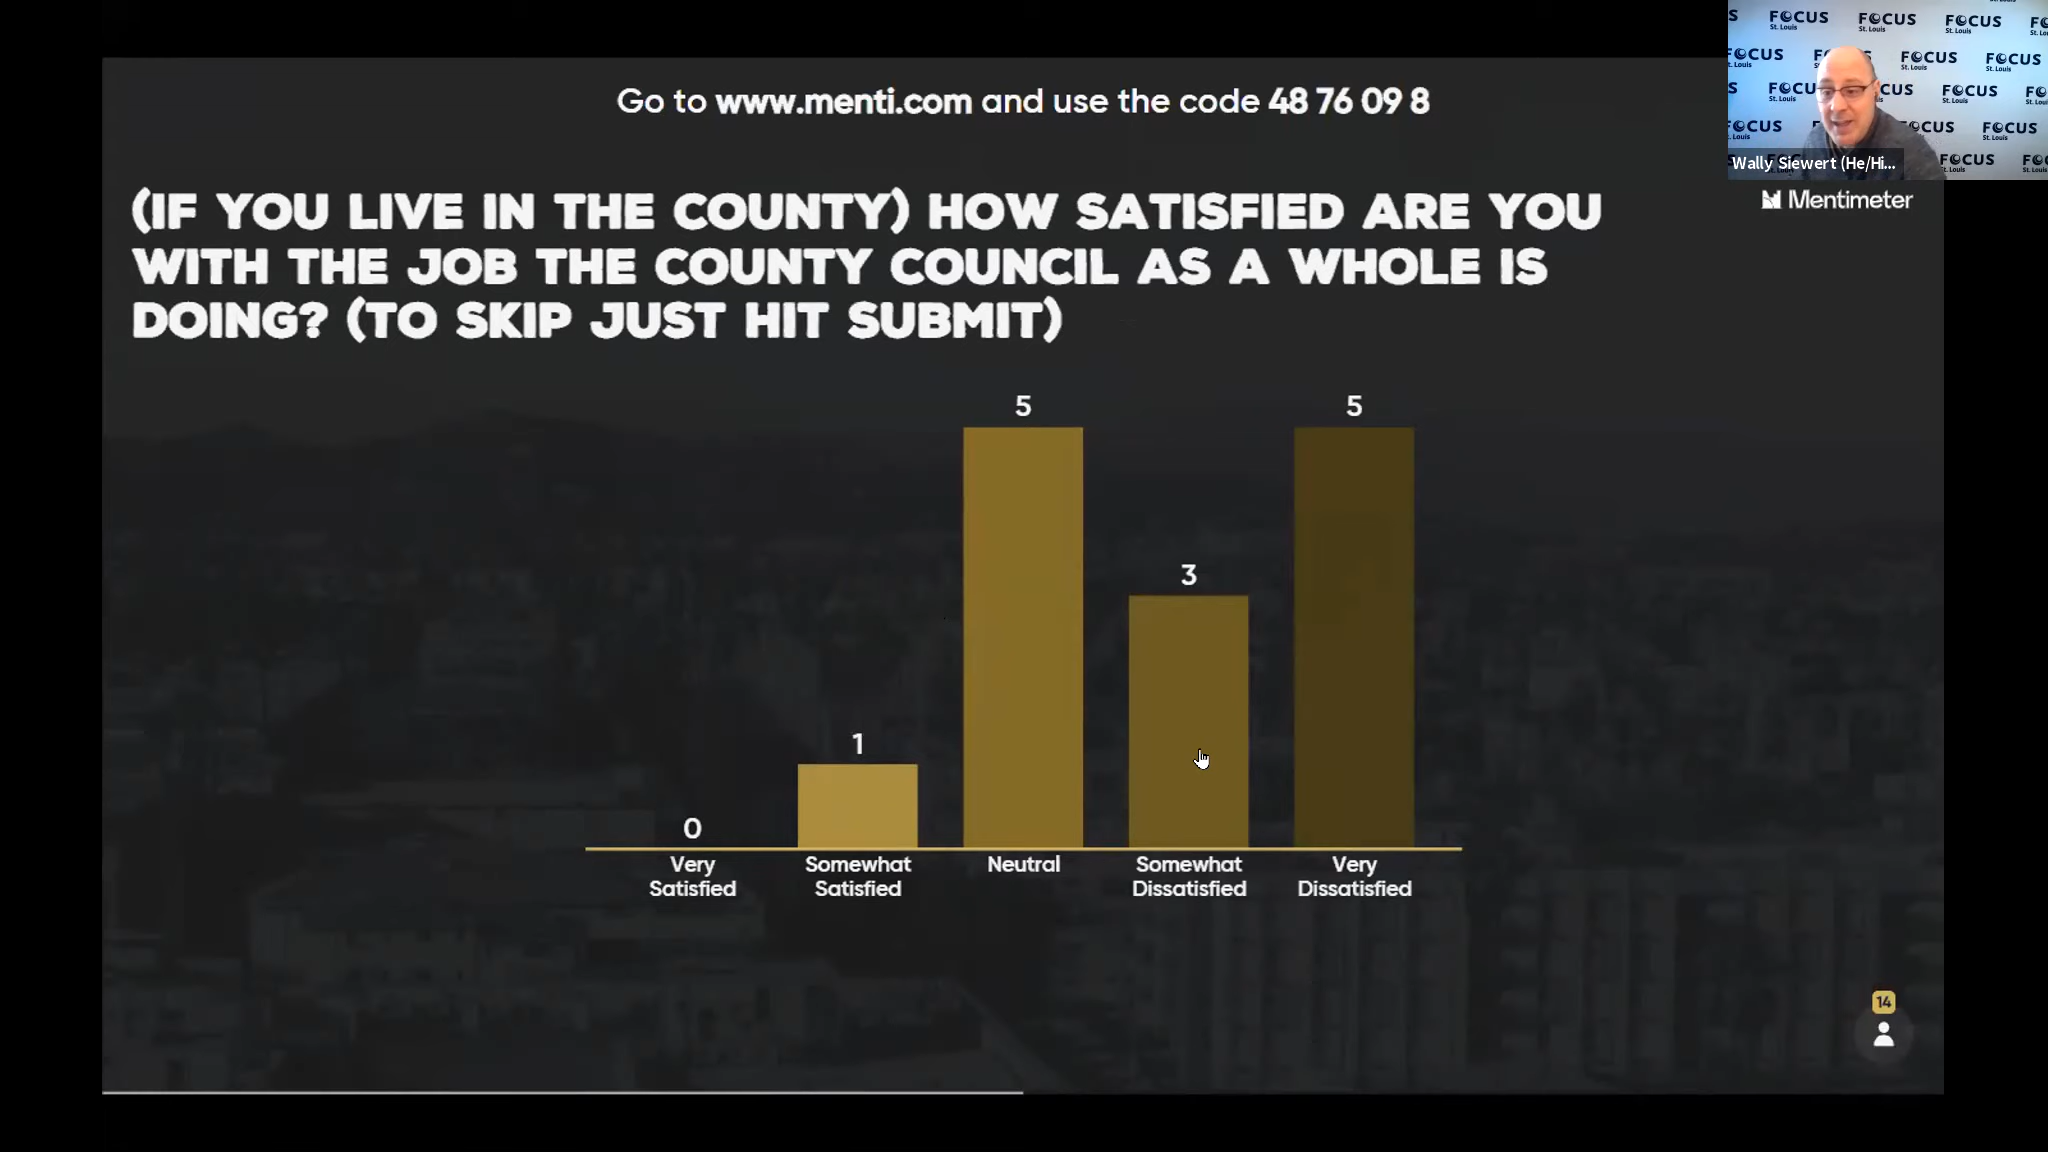 Go to www.menti.com and use the code 48 76 09 8
FOCUS
St. Louis
Wally Siewert (He/Hi...
Mentimeter
(IF YOU LIVE IN THE COUNTY) HOW SATISFIED ARE YOU
WITH THE JOB THE COUNTY COUNCIL AS A WHOLE IS
DOING? (TO SKIP JUST HIT SUBMIT)
0
1
5
3
5
Very
Satisfied
Somewhat
Satisfied
Neutral
Somewhat
Dissatisfied
Very
Dissatisfied
14